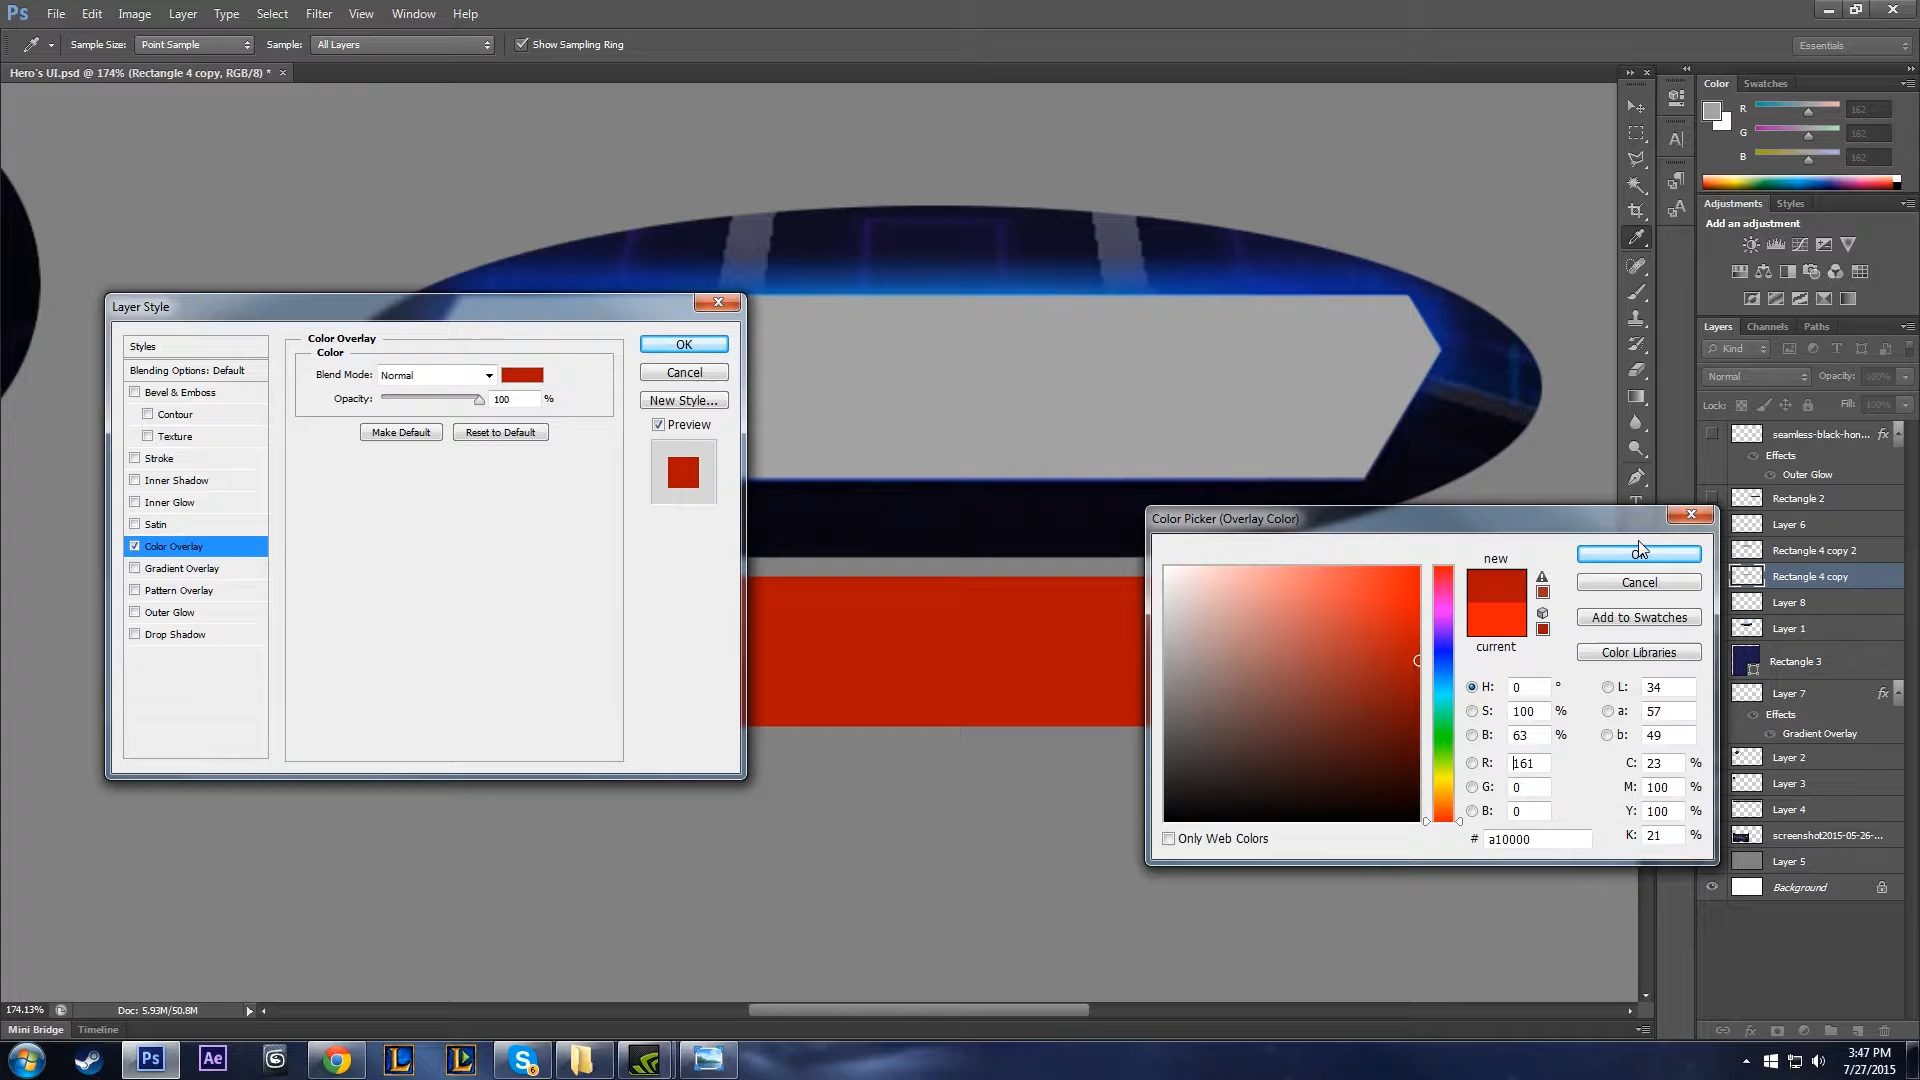 Ps File Edit Image Layer Type Select Filter View Window Help
Sample Size: Point Sample Sample: All Layers Show Sampling Ring Essentials
Hero's UI.psd @ 174% (Rectangle 4 copy, RGB/8) * ×
Color Swatches
R 162
G 162
B 162
Adjustments Styles
Add an adjustment
Layers Channels Paths
Kind
Normal Opacity: 100%
Lock: Fill: 100%
seamless-black-hon... fx
Effects
Outer Glow
Rectangle 2
Layer 6
Rectangle 4 copy 2
Rectangle 4 copy
Layer 8
Layer 1
Rectangle 3
Layer 7 fx
Effects
Gradient Overlay
Layer 2
Layer 3
Layer 4
screenshot2015-05-26-...
Layer 5
Background
Layer Style
Styles
Blending Options: Default
Bevel & Emboss
Contour
Texture
Stroke
Inner Shadow
Inner Glow
Satin
Color Overlay
Gradient Overlay
Pattern Overlay
Outer Glow
Drop Shadow
Color Overlay
Color
Blend Mode: Normal
Opacity: 100 %
Make Default Reset to Default
OK
Cancel
New Style...
Preview
Color Picker (Overlay Color)
new
current
Cancel
Add to Swatches
Color Libraries
H: 0 ° L: 34
S: 100 % a: 57
B: 63 % b: 49
R: 161 C: 23 %
G: 0 M: 100 %
B: 0 Y: 100 %
# a10000 K: 21 %
Only Web Colors
174.13% Doc: 5.93M/50.8M
Mini Bridge Timeline
Ps Ae L L S 6
3:47 PM
7/27/2015